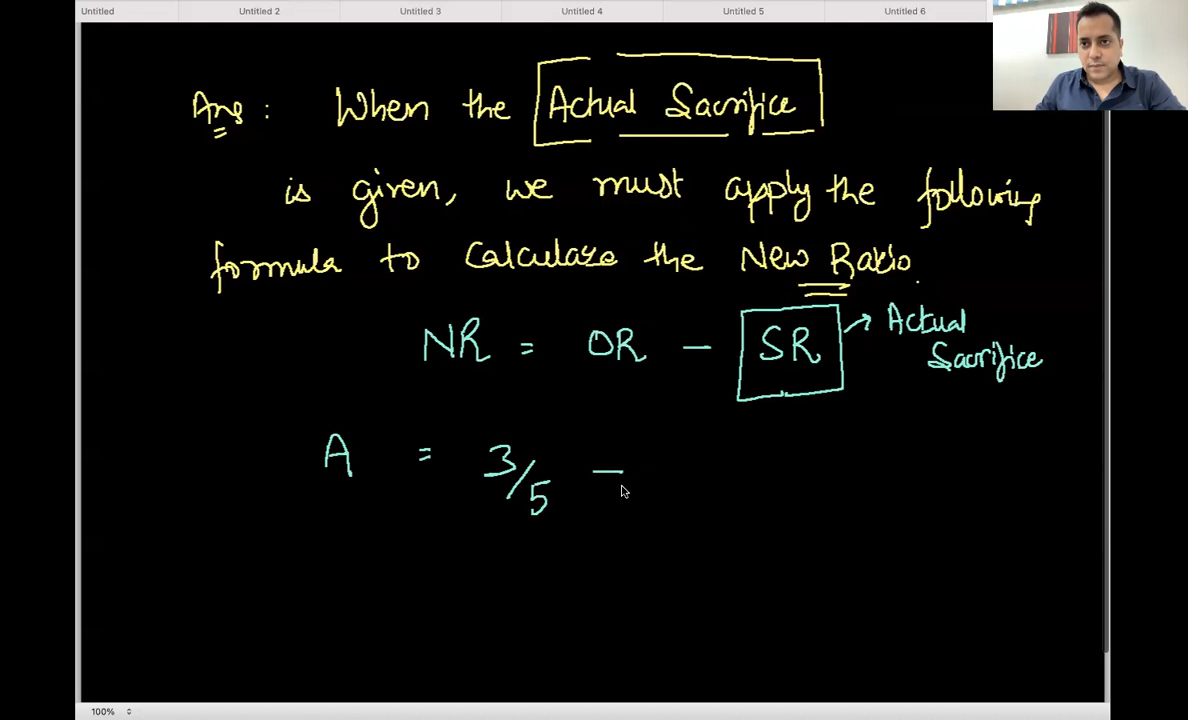 Untitled Untitled 2 Untitled 3 Untitled 4 Untitled 5 Untitled 6
Ans : When the Actual Sacrifice
is given, we must apply the following
formula to Calculate the New Ratio.
NR = OR - SR → Actual
Sacrifice
A = 3/5 -
100%